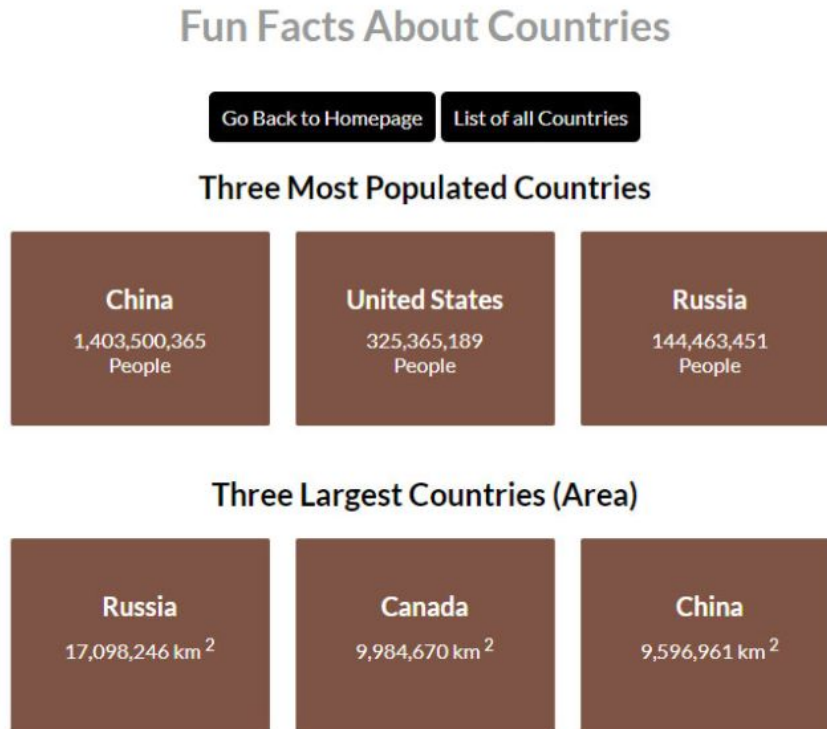 Fun Facts About Countries
Go Back to Homepage List of all Countries
Three Most Populated Countries
China United States Russia
1,403,500,365 325,365,189 144,463,451
People People People
Three Largest Countries (Area)
Russia Canada China
17,098,246 km 2 9,984,670 km 2 9,596,961 km 2